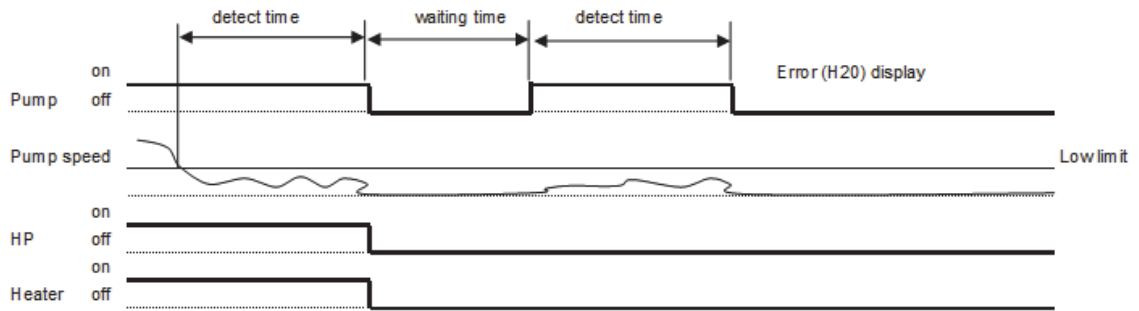 detect time waiting time detect time
on Error (H20) display
Pump off
Pump speed Low limit
on
HP off
on
Heater off